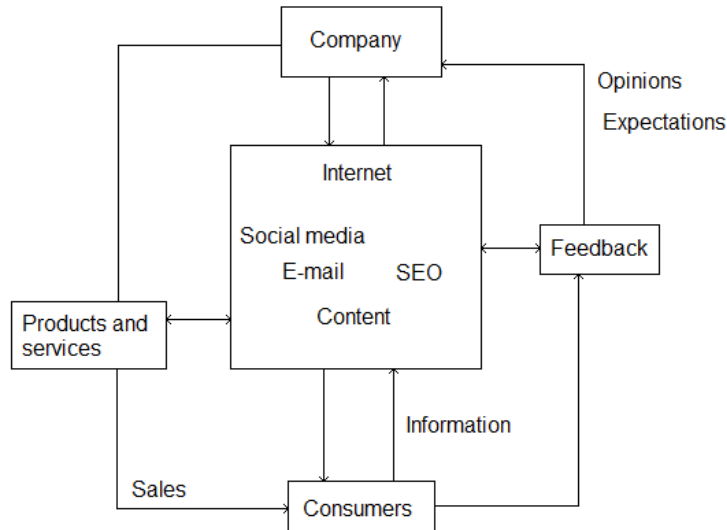 Company
Opinions
Expectations
Internet
Social media
E-mail
SEO
Feedback
Content
Products and
services
Information
Sales
Consumers